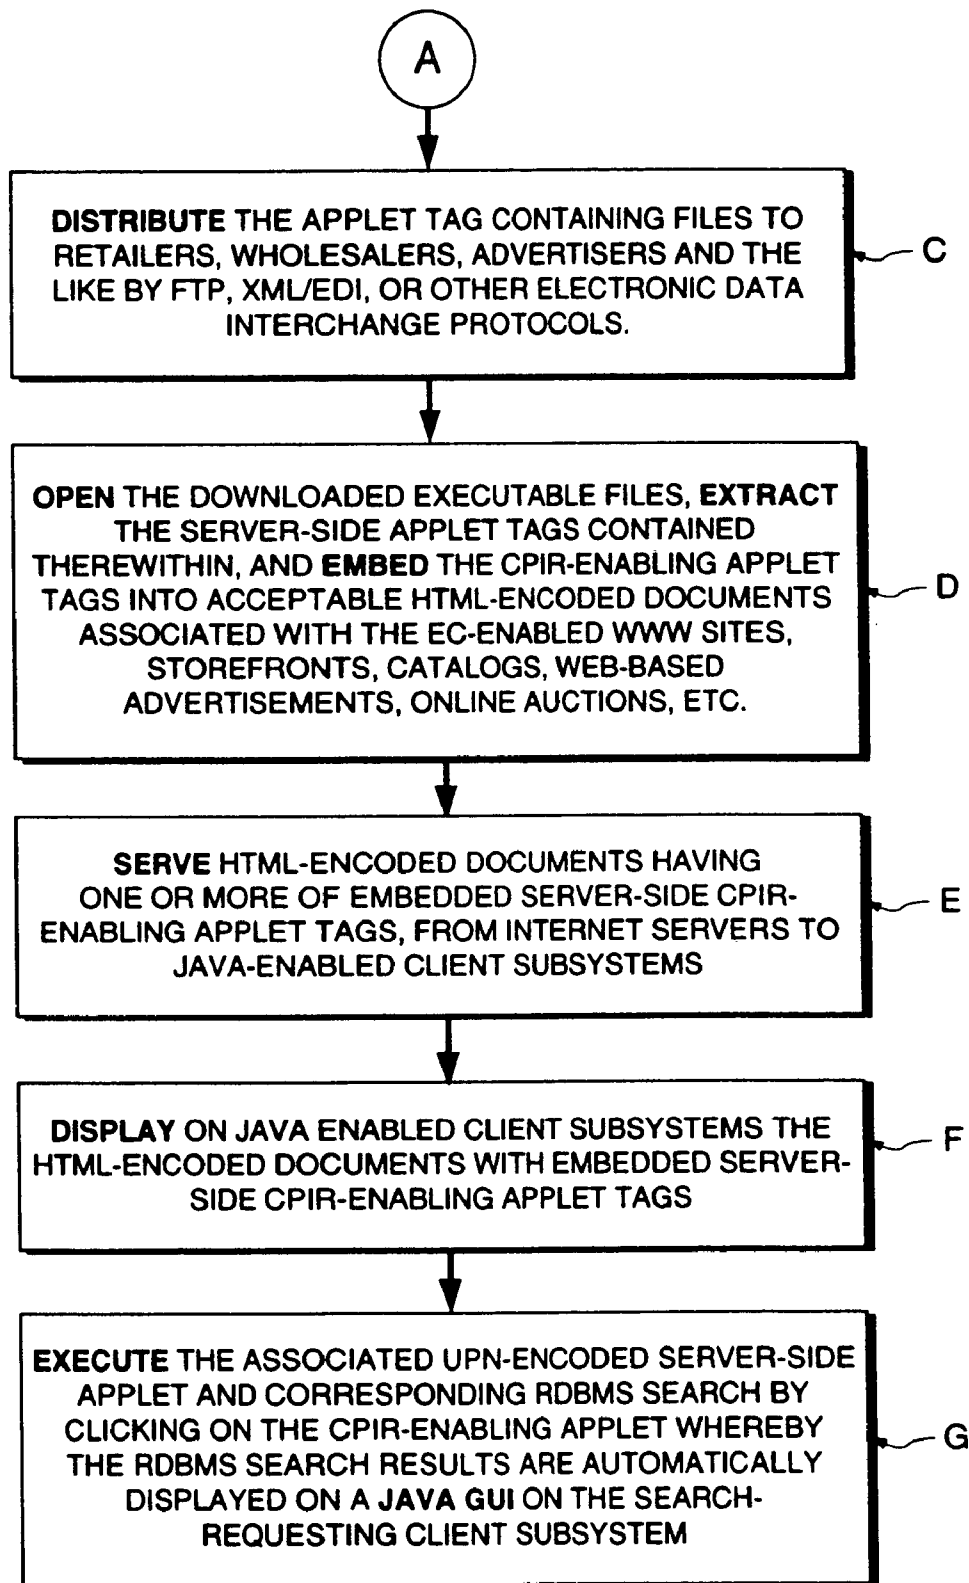 A
DISTRIBUTE THE APPLET TAG CONTAINING FILES TO
RETAILERS, WHOLESALERS, ADVERTISERS AND THE
LIKE BY FTP, XML/EDI, OR OTHER ELECTRONIC DATA
INTERCHANGE PROTOCOLS.
C
OPEN THE DOWNLOADED EXECUTABLE FILES, EXTRACT
THE SERVER-SIDE APPLET TAGS CONTAINED
THEREWITHIN, AND EMBED THE CPIR-ENABLING APPLET
TAGS INTO ACCEPTABLE HTML-ENCODED DOCUMENTS
ASSOCIATED WITH THE EC-ENABLED WWW SITES,
STOREFRONTS, CATALOGS, WEB-BASED
ADVERTISEMENTS, ONLINE AUCTIONS, ETC.
D
SERVE HTML-ENCODED DOCUMENTS HAVING
ONE OR MORE OF EMBEDDED SERVER-SIDE CPIR-
ENABLING APPLET TAGS, FROM INTERNET SERVERS TO
JAVA-ENABLED CLIENT SUBSYSTEMS
E
DISPLAY ON JAVA ENABLED CLIENT SUBSYSTEMS THE
HTML-ENCODED DOCUMENTS WITH EMBEDDED SERVER-
SIDE CPIR-ENABLING APPLET TAGS
F
EXECUTE THE ASSOCIATED UPN-ENCODED SERVER-SIDE
APPLET AND CORRESPONDING RDBMS SEARCH BY
CLICKING ON THE CPIR-ENABLING APPLET WHEREBY
THE RDBMS SEARCH RESULTS ARE AUTOMATICALLY
DISPLAYED ON A JAVA GUI ON THE SEARCH-
REQUESTING CLIENT SUBSYSTEM
G